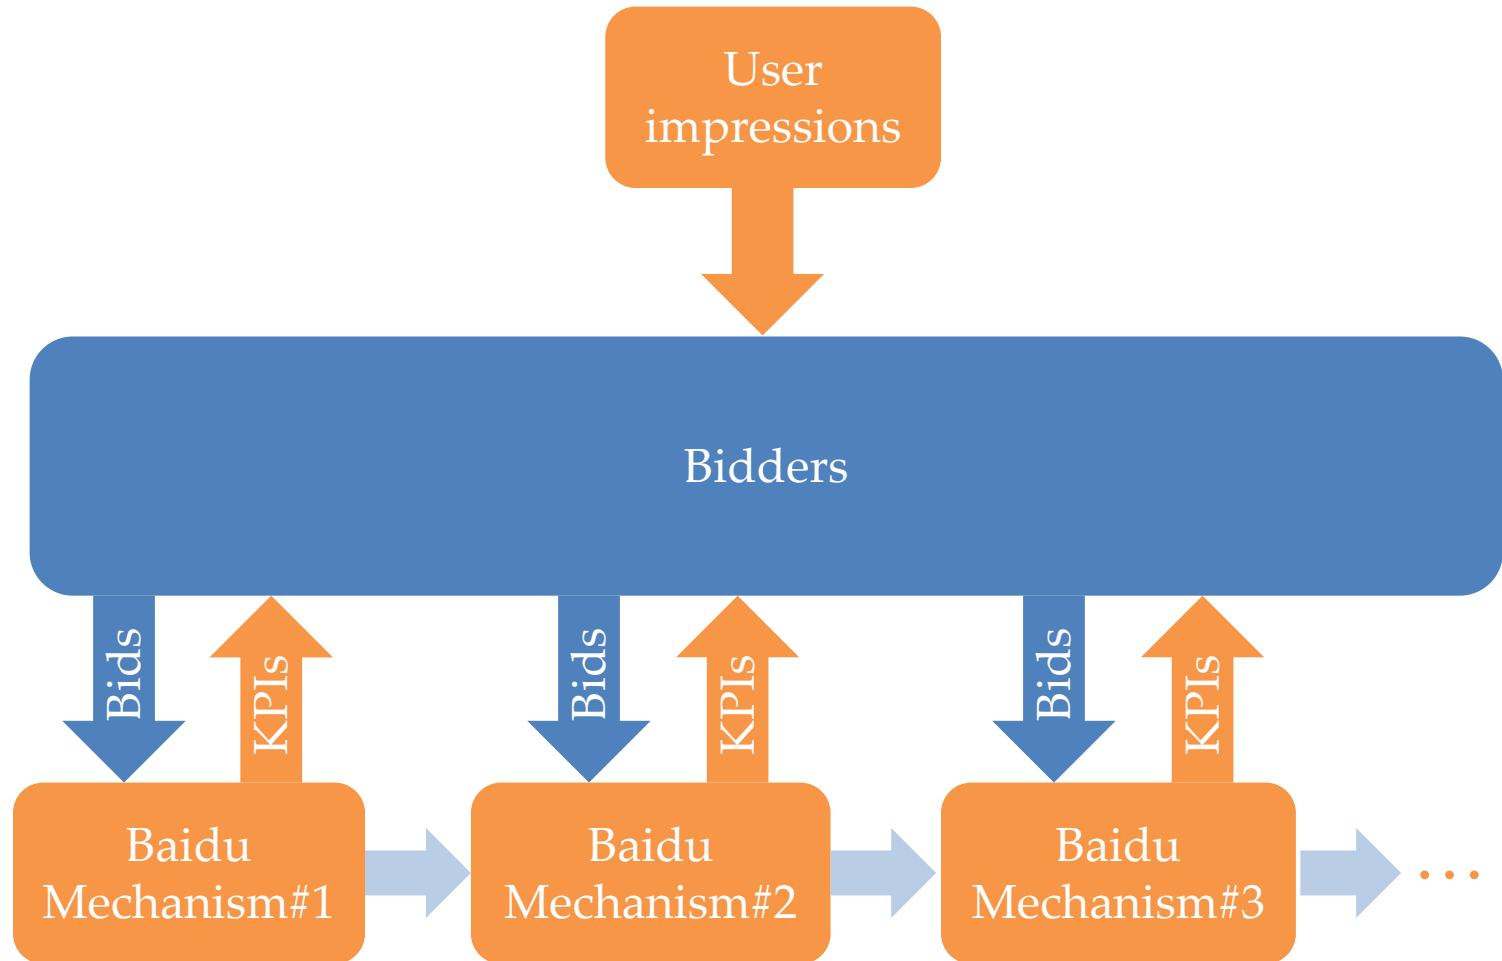 User
impressions
Bidders
Bids
KPIs
Bids
KPIs
Bids
KPIs
Baidu
Mechanism#1
Baidu
Mechanism#2
Baidu
Mechanism#3
...